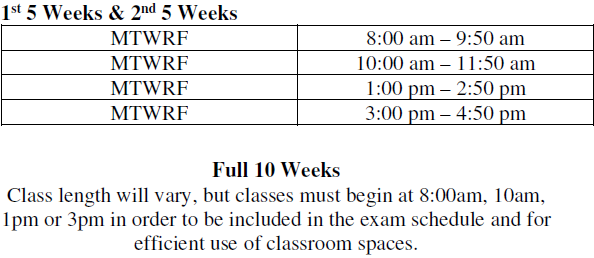 1st 5 Weeks & 2nd 5 Weeks
MTWRF 8:00 am – 9:50 am
MTWRF 10:00 am – 11:50 am
MTWRF 1:00 pm – 2:50 pm
MTWRF 3:00 pm – 4:50 pm
Full 10 Weeks
Class length will vary, but classes must begin at 8:00am, 10am,
1pm or 3pm in order to be included in the exam schedule and for
efficient use of classroom spaces.